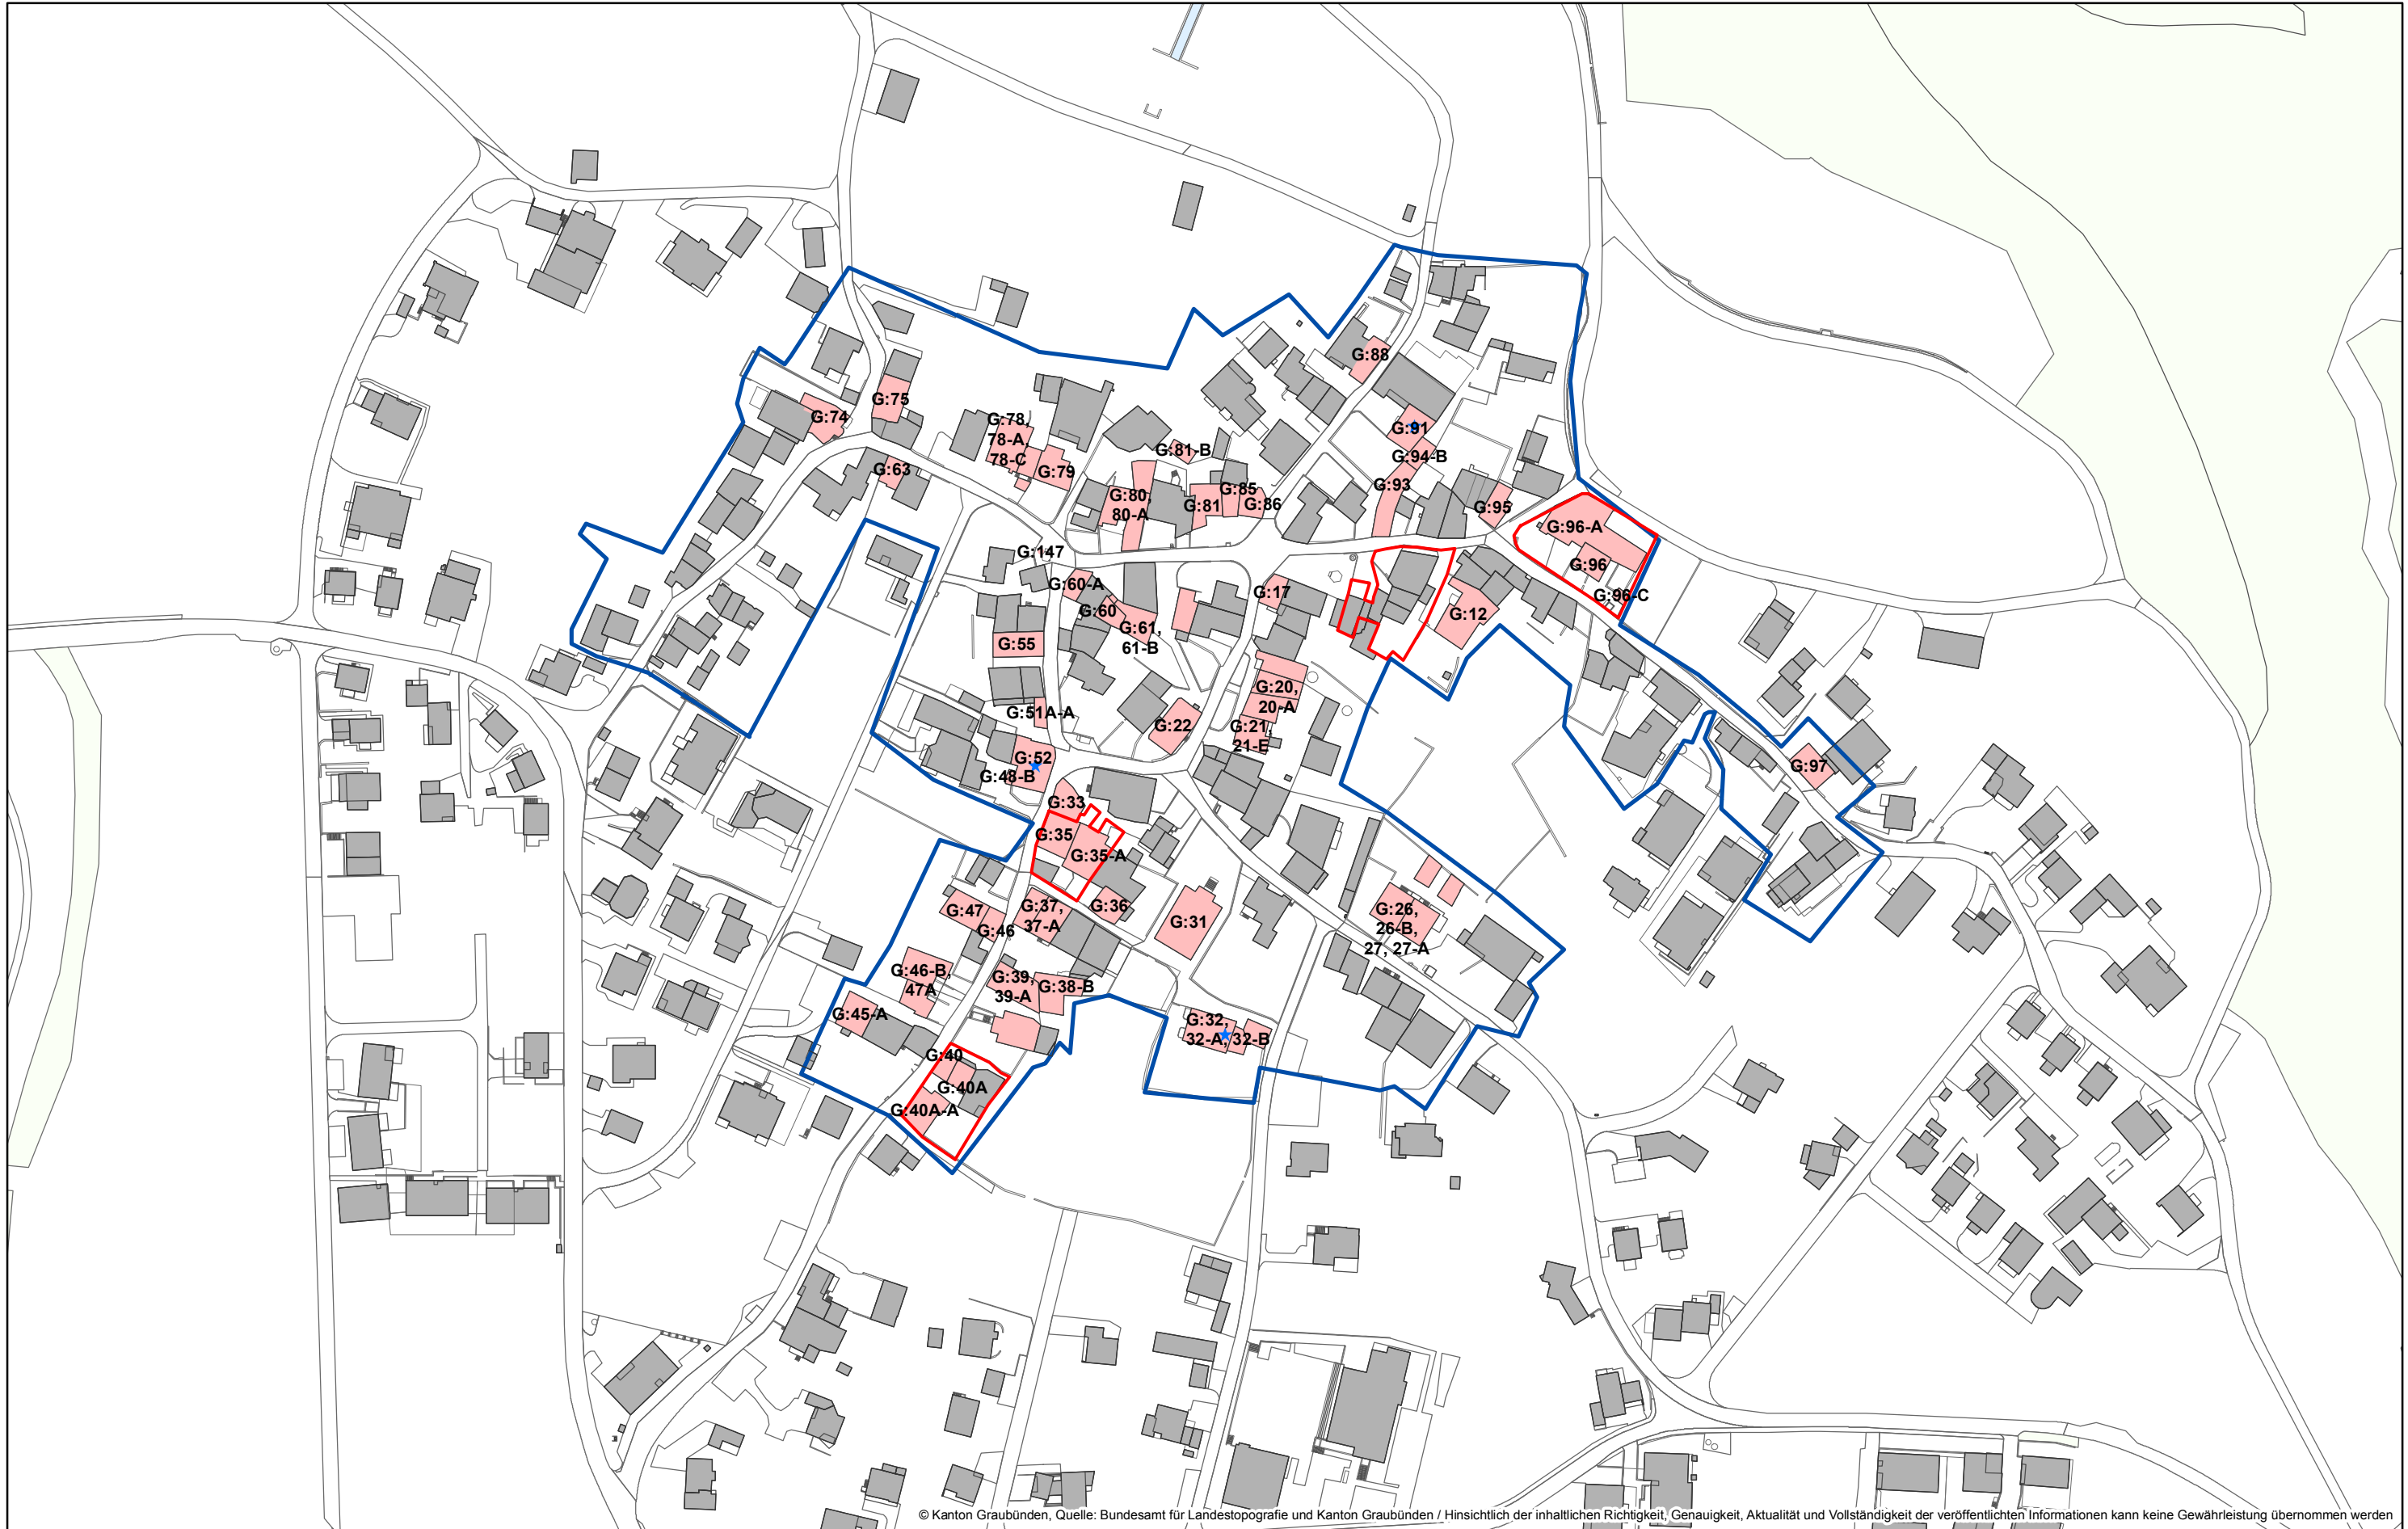 G:88
G:75
G:74
G:78,
78-A,
78-C
G:91
G:81-B
G:94-B
G:63
G:79
G:93
G:80,
80-A
G:85
G:86
G:81
G:95
G:96-A
G:147
G:96
G:60-A
G:17
G:96-C
G:60
G:12
G:61,
61-B
G:55
G:20,
20-A
G:51A-A
G:22
G:21,
21-E
G:52
G:48-B
G:97
G:33
G:35
G:35-A
G:47
G:37,
37-A
G:36
G:31
G:26,
26-B,
27, 27-A
G:46
G:46-B,
47A
G:39,
39-A
G:38-B
G:45-A
G:32,
32-A, 32-B
G:40
G:40A
G:40A-A
© Kanton Graubünden, Quelle: Bundesamt für Landestopografie und Kanton Graubünden / Hinsichtlich der inhaltlichen Richtigkeit, Genauigkeit, Aktualität und Vollständigkeit der veröffentlichten Informationen kann keine Gewährleistung übernommen werden